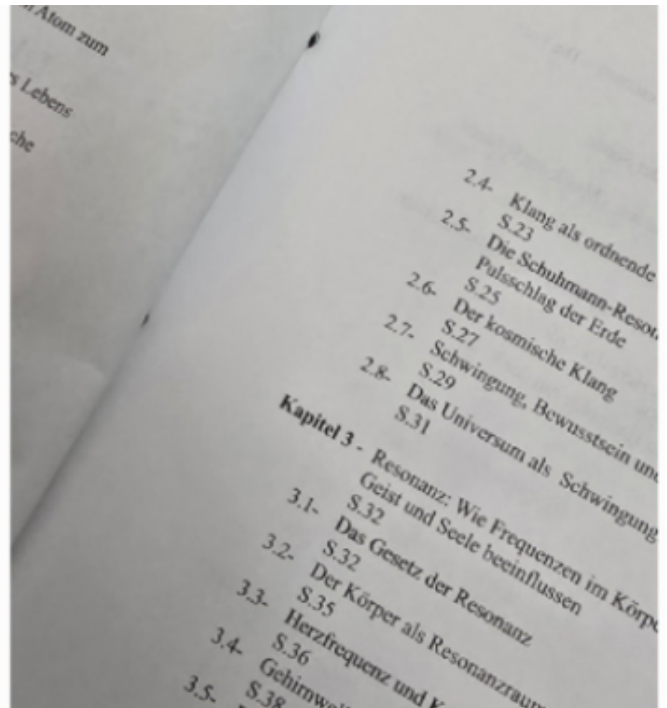 Atom zum
Lebens
2.4- Klang als ordnende
S.23
2.5- Die Schuhmann-Reson
Pulsschlag der Erde
S.25
2.6- Der kosmische Klang
S.27
2.7- Schwingung, Bewusstsein und
S.29
2.8- Das Universum als Schwingung
S.31
Kapitel 3 - Resonanz: Wie Frequenzen im Körpe
Geist und Seele beeinflussen
S.32
3.1- Das Gesetz der Resonanz
S.32
3.2- Der Körper als Resonanzraum
S.35
3.3- Herzfrequenz und K
S.36
3.4- Gehirnwel
S.38
3.5-